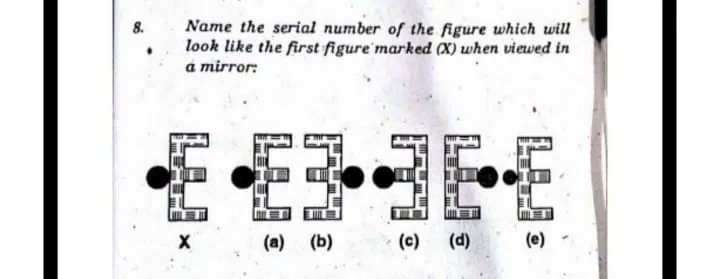 8. Name the serial number of the figure which will
look like the first figure marked (X) when viewed in
a mirror:
X (a) (b) (c) (d) (e)